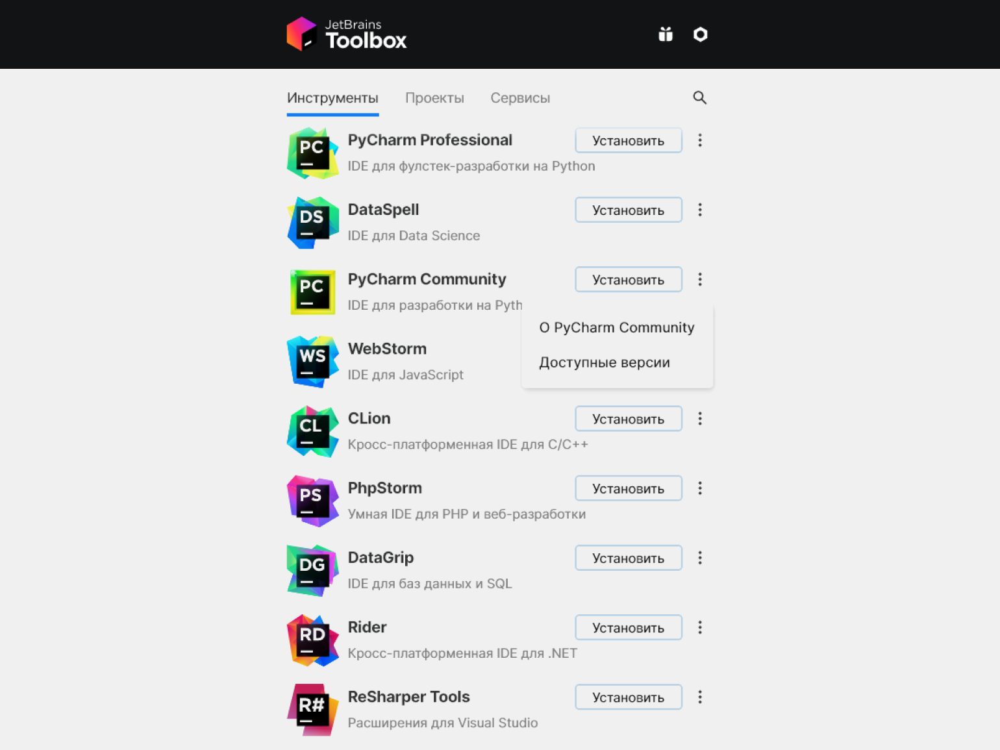 JetBrains
Toolbox
Инструменты Проекты Сервисы
PC
PyCharm Professional
Установить
IDE для фулстек-разработки на Python
DS
DataSpell
Установить
IDE для Data Science
PC
PyCharm Community
Установить
IDE для разработки на Pyth
О PyCharm Community
Доступные версии
WS
WebStorm
IDE для JavaScript
CL
CLion
Установить
Кросс-платформенная IDE для C/C++
PS
PhpStorm
Установить
Умная IDE для PHP и веб-разработки
DG
DataGrip
Установить
IDE для баз данных и SQL
RD
Rider
Установить
Кросс-платформенная IDE для .NET
R#
ReSharper Tools
Установить
Расширения для Visual Studio